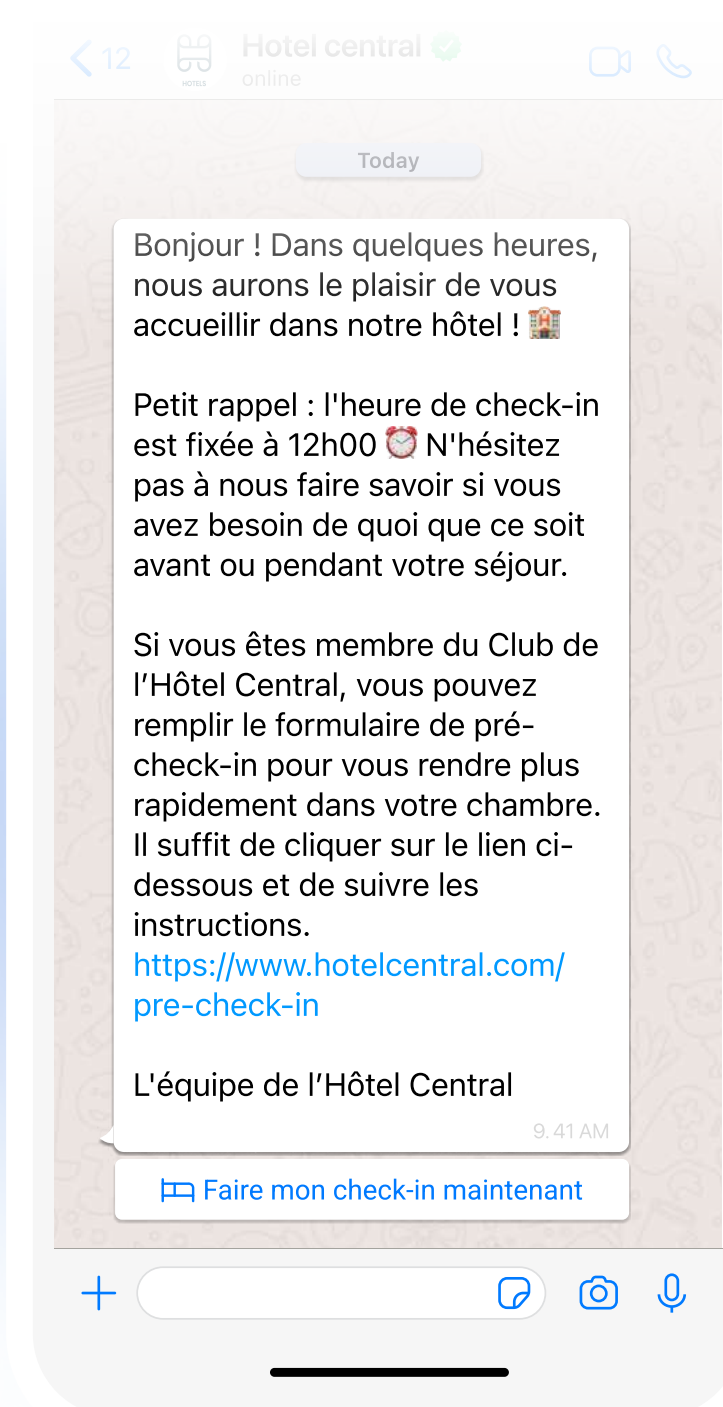 12
Hotel central
HOTELS
online
Today
Bonjour ! Dans quelques heures,
nous aurons le plaisir de vous
accueillir dans notre hôtel ! 🏨
Petit rappel : l'heure de check-in
est fixée à 12h00 ⏰ N'hésitez
pas à nous faire savoir si vous
avez besoin de quoi que ce soit
avant ou pendant votre séjour.
Si vous êtes membre du Club de
l’Hôtel Central, vous pouvez
remplir le formulaire de pré-
check-in pour vous rendre plus
rapidement dans votre chambre.
Il suffit de cliquer sur le lien ci-
dessous et de suivre les
instructions.
https://www.hotelcentral.com/
pre-check-in
L'équipe de l’Hôtel Central
9.41 AM
Faire mon check-in maintenant